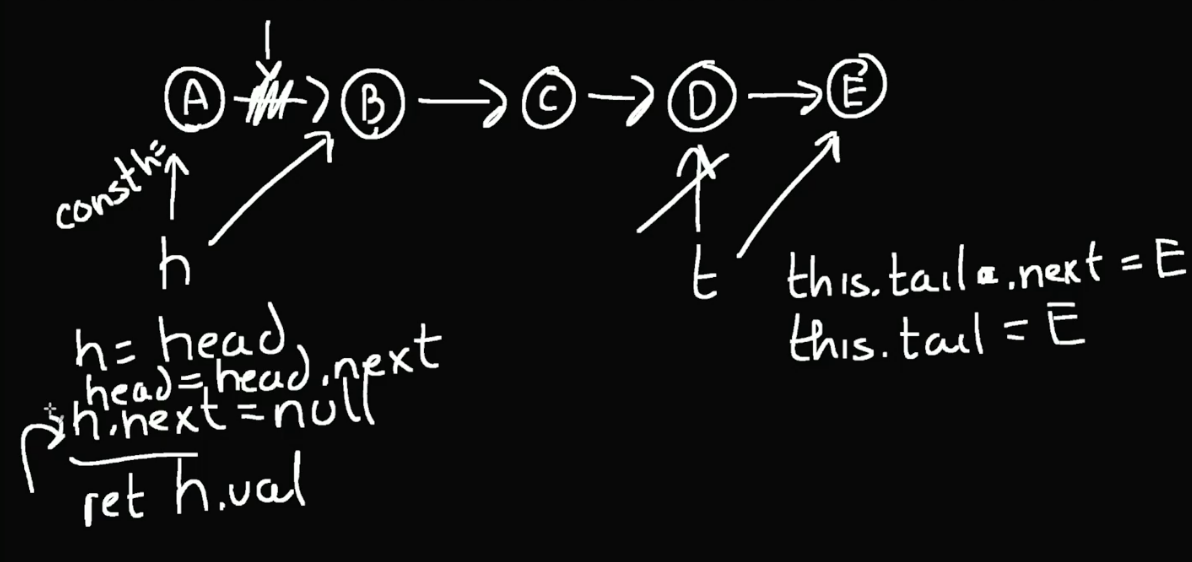 A B C D E
const h=
h
t
this.tail.next = E
this.tail = E
h= head
head = head.next
h.next = null
ret h.val